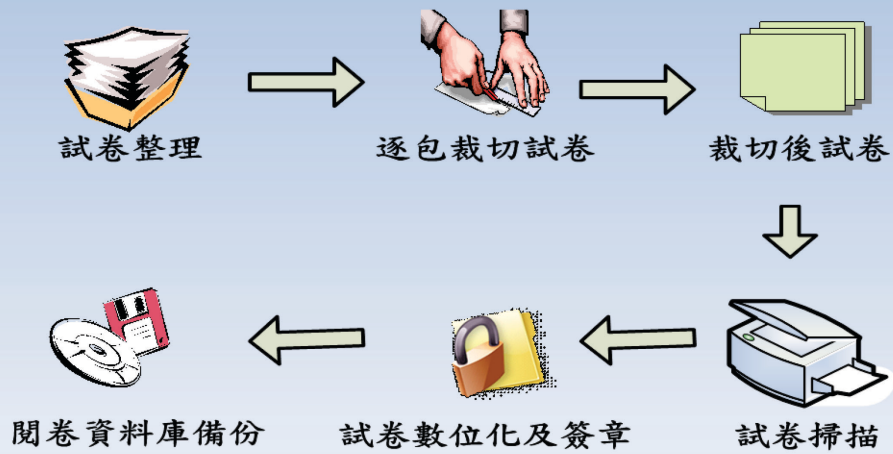 試卷整理
逐包裁切試卷
裁切後試卷
試卷掃描
試卷數位化及簽章
閱卷資料庫備份